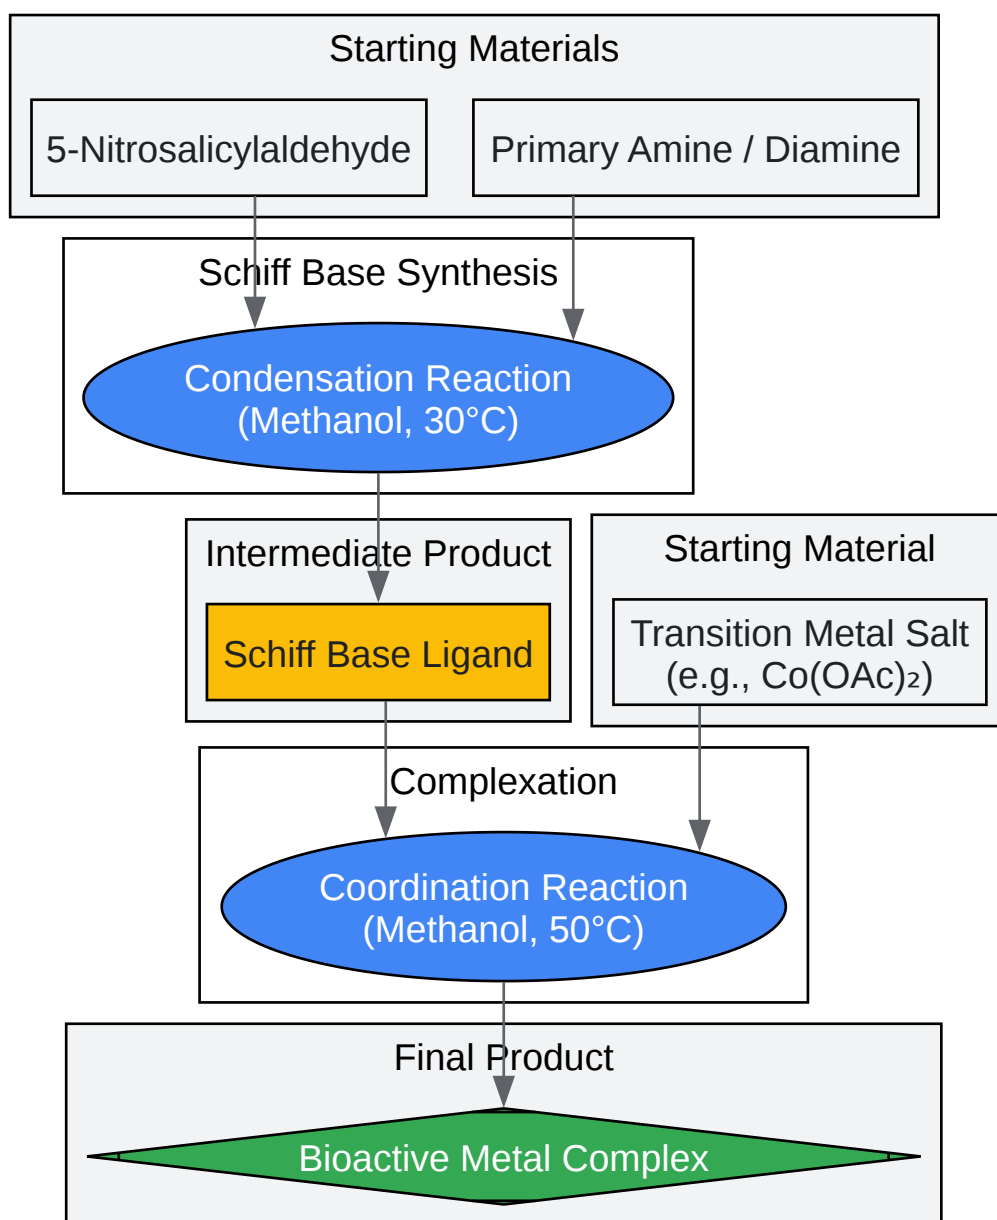 Starting Materials
5-Nitrosalicylaldehyde
Primary Amine / Diamine
Schiff Base Synthesis
Condensation Reaction
(Methanol, 30°C)
Intermediate Product
Schiff Base Ligand
Starting Material
Transition Metal Salt
(e.g., Co(OAc)₂)
Complexation
Coordination Reaction
(Methanol, 50°C)
Final Product
Bioactive Metal Complex